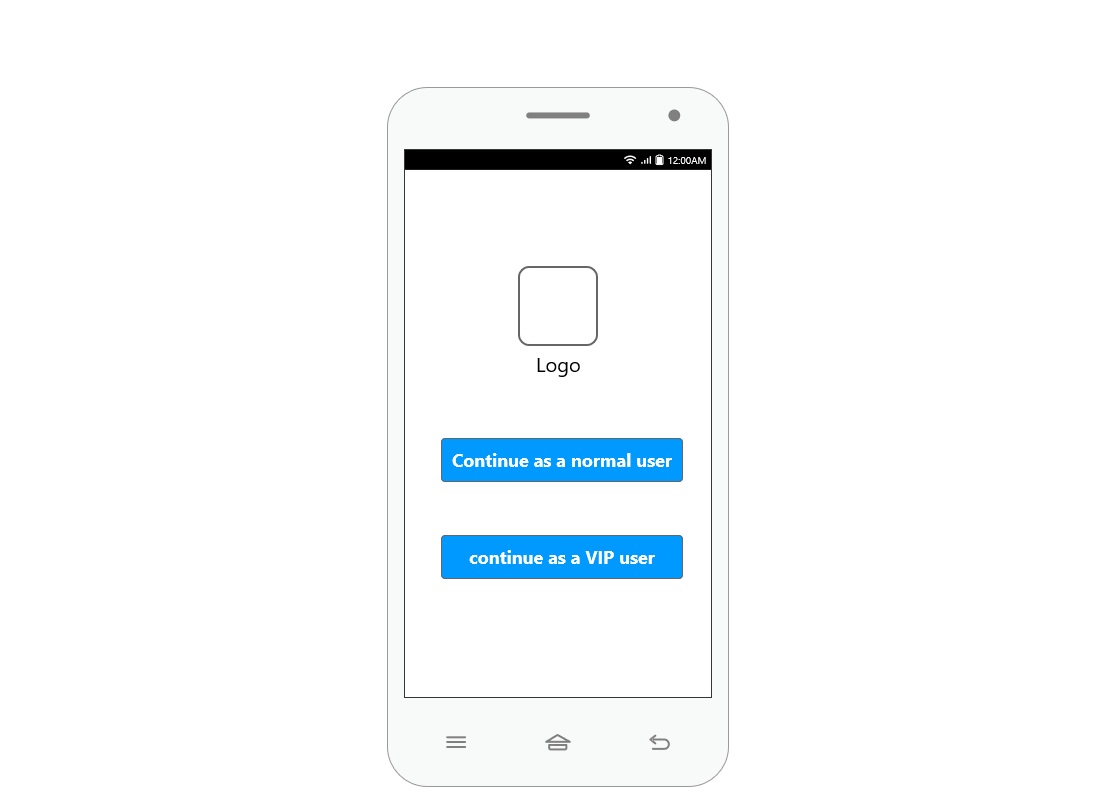 12:00AM
Logo
Continue as a normal user
continue as a VIP user